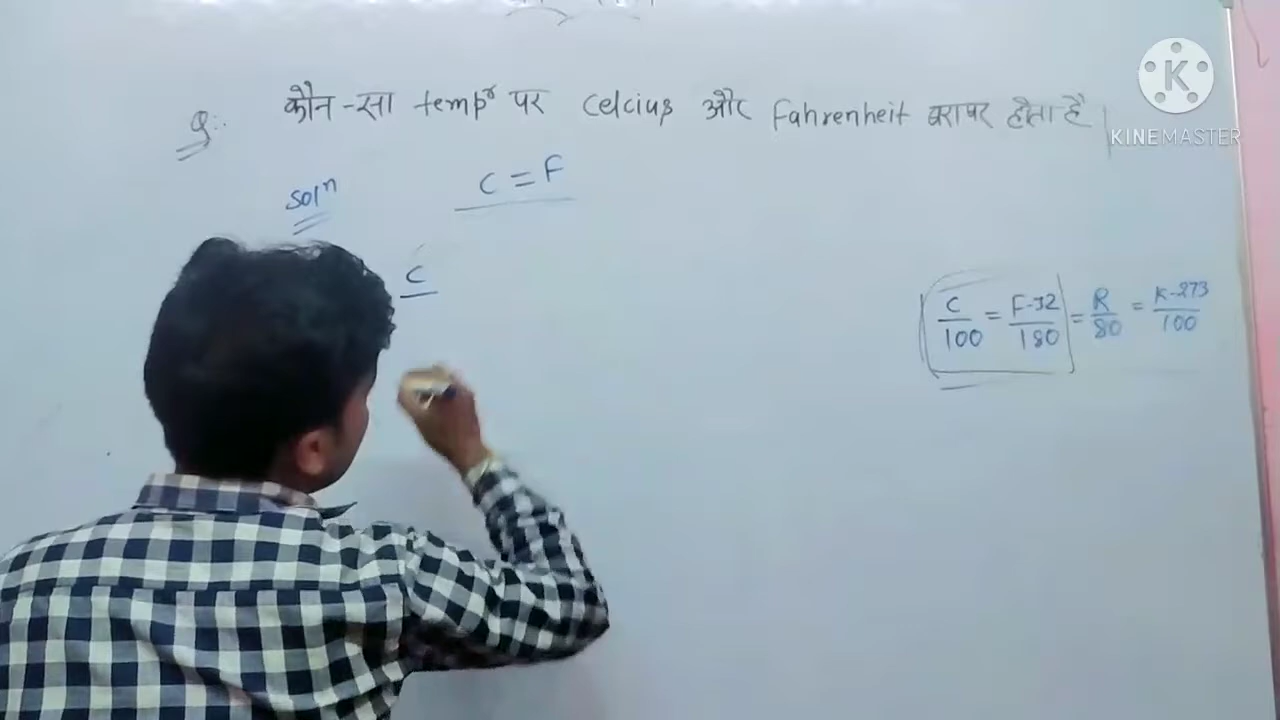 Q:- कौन-सा tempr पर Celcius और Fahrenheit बराबर होता है |
Soln
C = F
C
C/100 = F-32/180 = R/80 = K-273/100
K
KINEMASTER